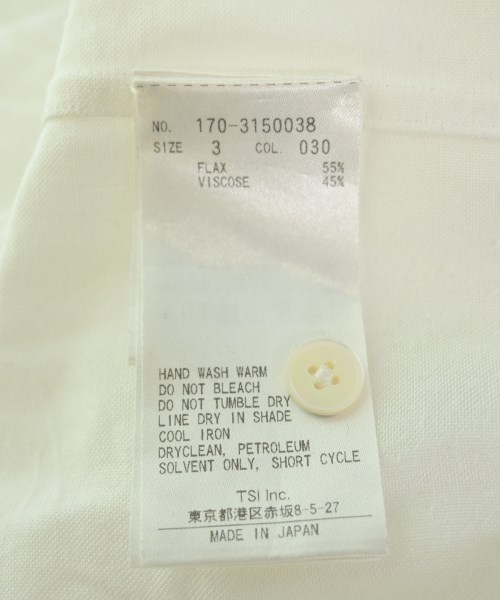 NO. 170-3150038
SIZE 3 COL. 030
FLAX 55%
VISCOSE 45%
HAND WASH WARM
DO NOT BLEACH
DO NOT TUMBLE DRY
LINE DRY IN SHADE
COOL IRON
DRYCLEAN, PETROLEUM
SOLVENT ONLY, SHORT CYCLE
TSI Inc.
東京都港区赤坂8-5-27
MADE IN JAPAN